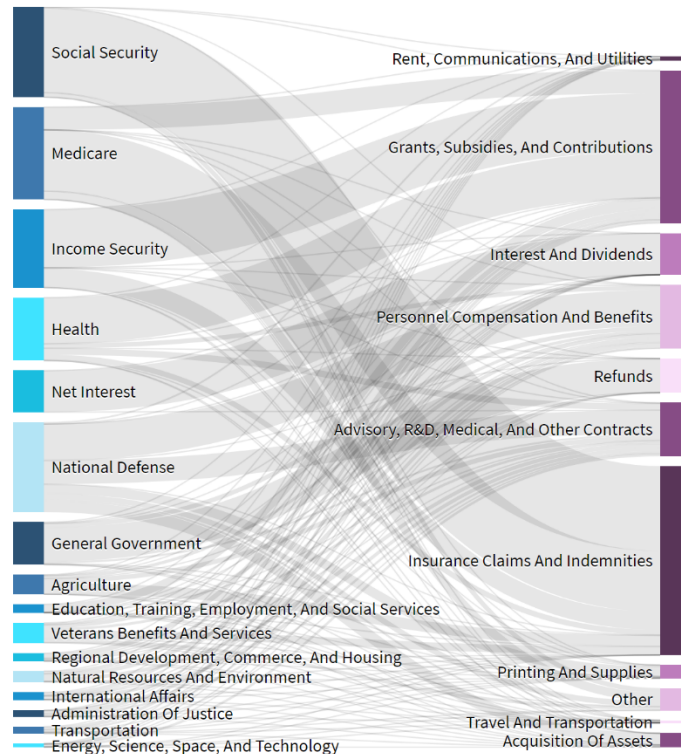 Social Security
Medicare
Income Security
Health
Net Interest
National Defense
General Government
Agriculture
Education, Training, Employment, And Social Services
Veterans Benefits And Services
Regional Development, Commerce, And Housing
Natural Resources And Environment
International Affairs
Administration Of Justice
Transportation
Energy, Science, Space, And Technology
Rent, Communications, And Utilities
Grants, Subsidies, And Contributions
Interest And Dividends
Personnel Compensation And Benefits
Refunds
Advisory, R&D, Medical, And Other Contracts
Insurance Claims And Indemnities
Printing And Supplies
Other
Travel And Transportation
Acquisition Of Assets